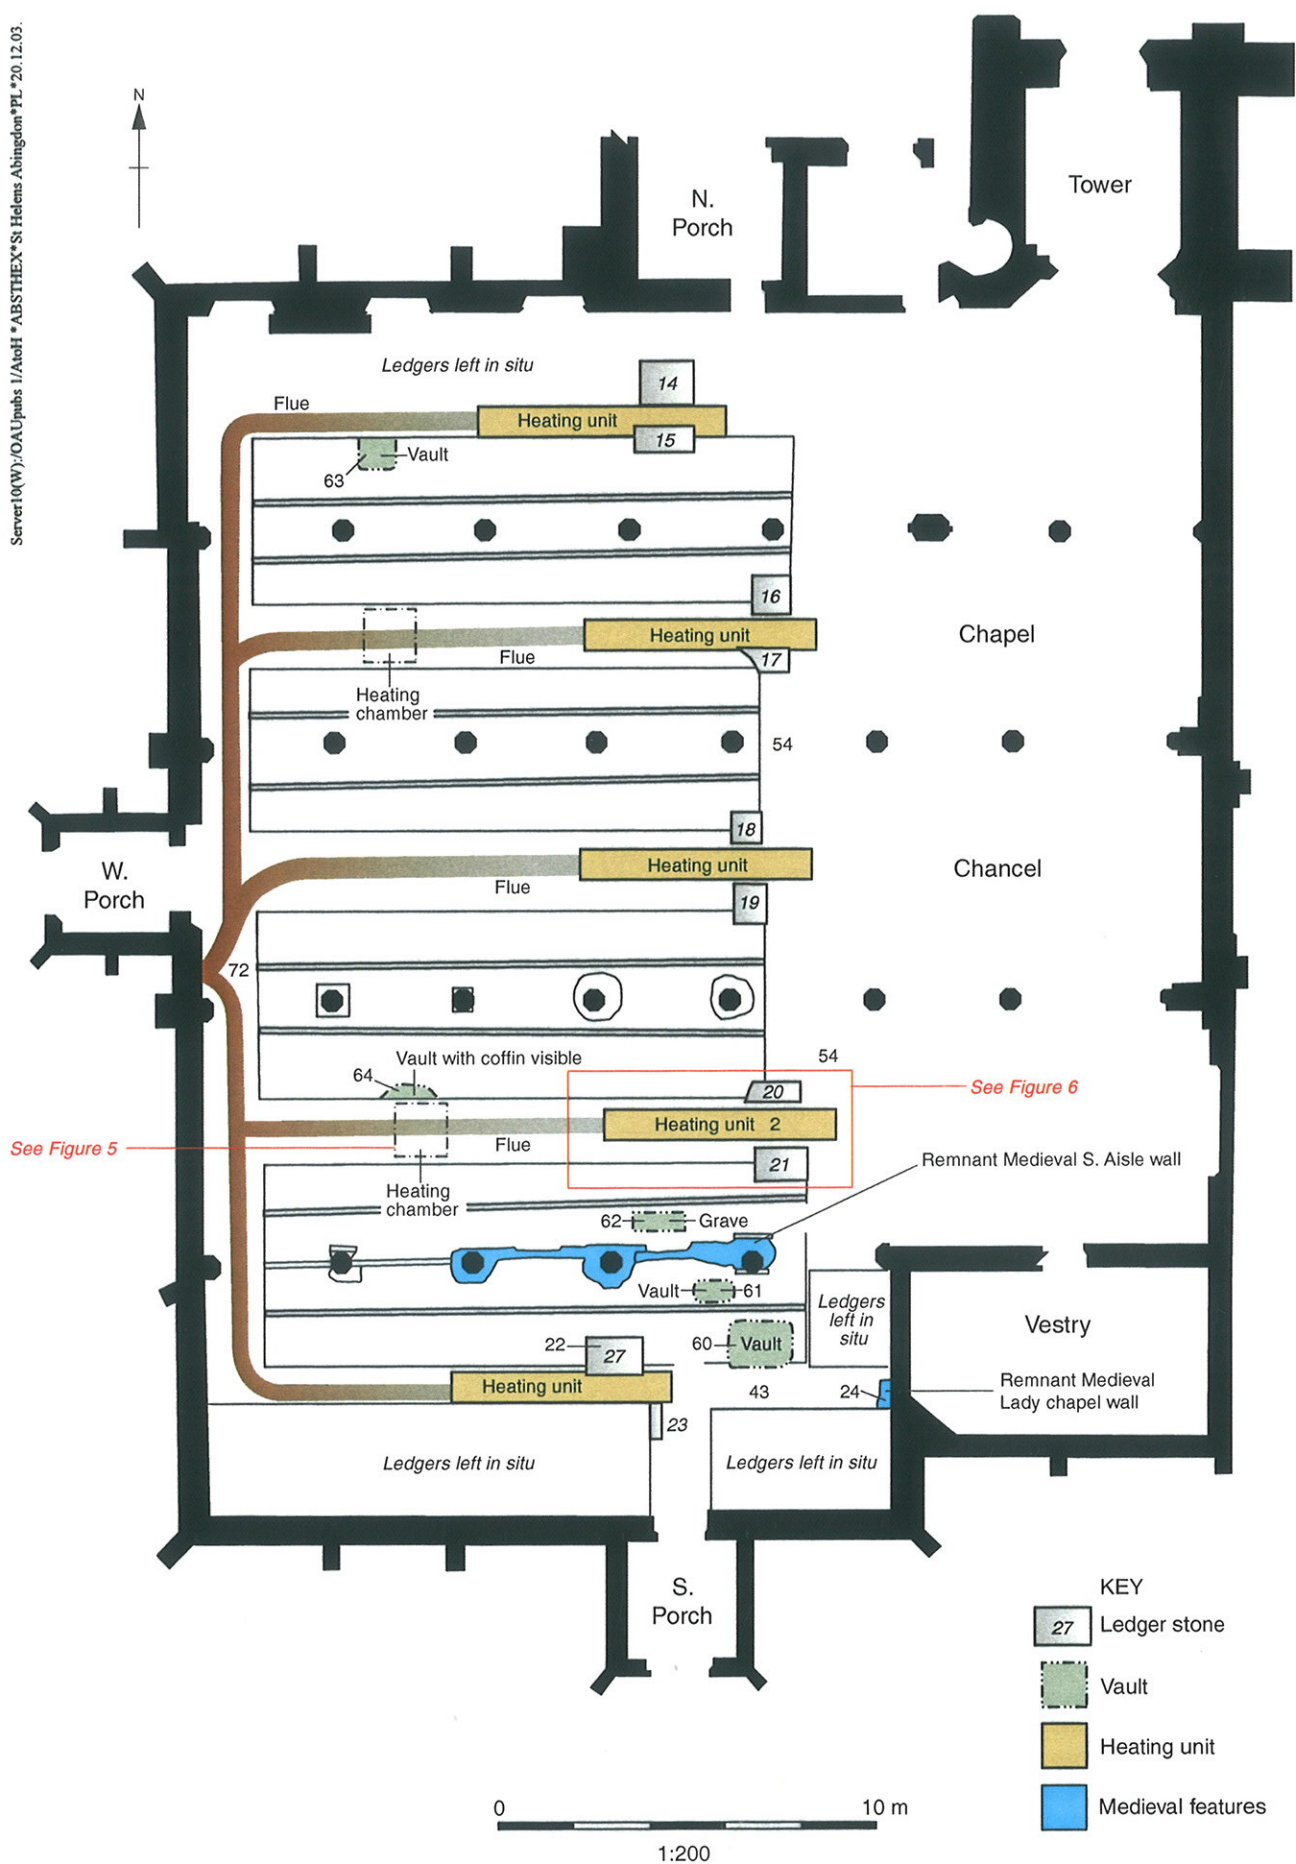 Server10(W):/OAUpubs 1/AtoH *ABSTHEX*St Helens Abingdon*PL*20.12.03.
N
Tower
N.
Porch
Ledgers left in situ
14
Flue
Heating unit
15
Vault
63
16
Heating unit
Chapel
Flue
17
Heating
chamber
54
18
W.
Porch
Heating unit
Chancel
Flue
19
72
Vault with coffin visible
54
64
20
See Figure 6
Heating unit 2
See Figure 5
Flue
21
Remnant Medieval S. Aisle wall
Heating
chamber
62
Grave
Vault
61
Ledgers
left in
situ
Vestry
22
27
60
Vault
Heating unit
43
24
Remnant Medieval
Lady chapel wall
23
Ledgers left in situ
Ledgers left in situ
S.
Porch
KEY
27
Ledger stone
Vault
Heating unit
Medieval features
0
10 m
1:200